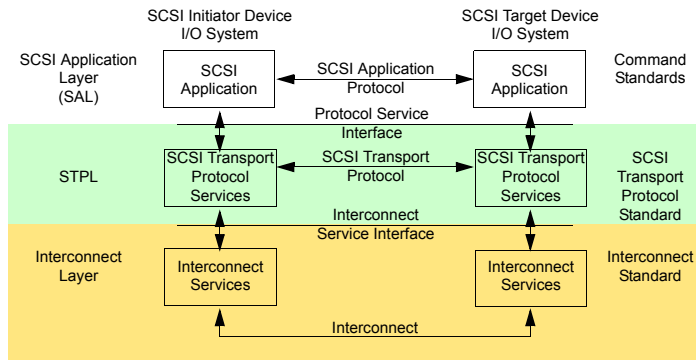 SCSI Initiator Device
I/O System
SCSI Target Device
I/O System
SCSI Application
Layer
(SAL)
SCSI
Application
SCSI Application
Protocol
SCSI
Application
Command
Standards
Protocol Service
Interface
STPL
SCSI Transport
Protocol
Services
SCSI Transport
Protocol
SCSI Transport
Protocol
Services
SCSI
Transport
Protocol
Standard
Interconnect
Service Interface
Interconnect
Layer
Interconnect
Services
Interconnect
Services
Interconnect
Standard
Interconnect